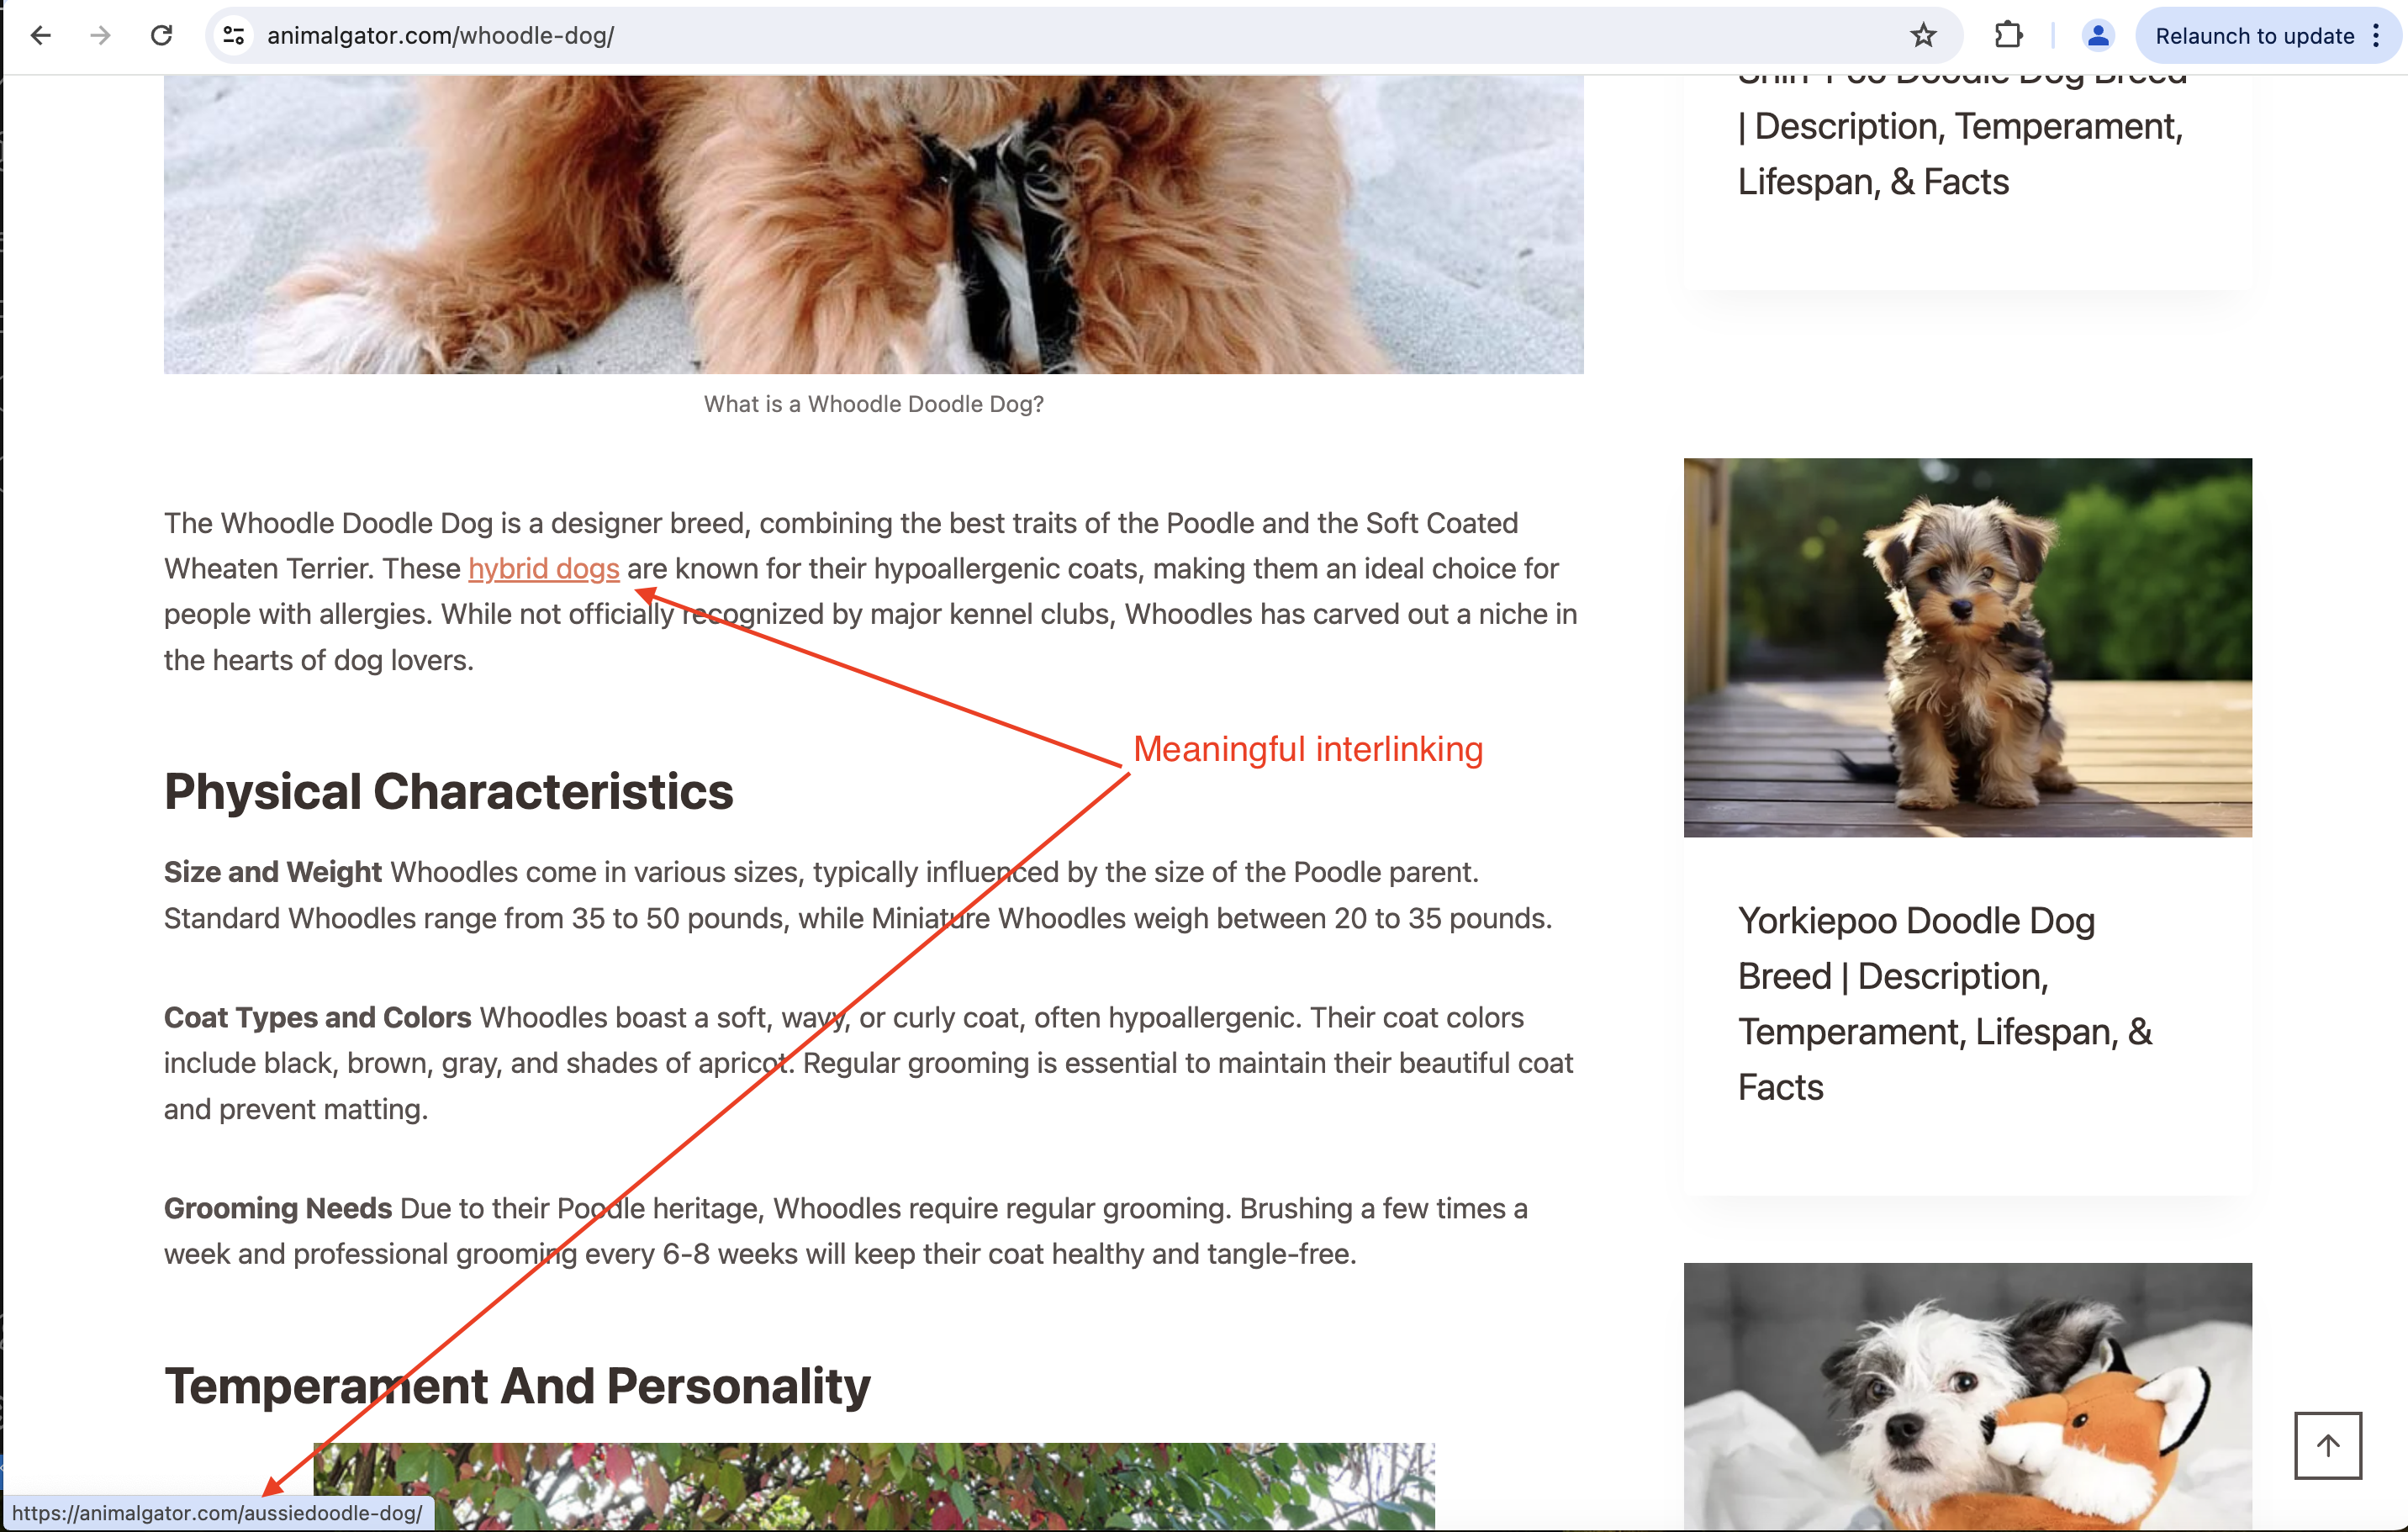 animalgator.com/whoodle-dog/
Relaunch to update
Shih-Poo Doodle Dog Breed
| Description, Temperament,
Lifespan, & Facts
What is a Whoodle Doodle Dog?
The Whoodle Doodle Dog is a designer breed, combining the best traits of the Poodle and the Soft Coated
Wheaten Terrier. These hybrid dogs are known for their hypoallergenic coats, making them an ideal choice for
people with allergies. While not officially recognized by major kennel clubs, Whoodles has carved out a niche in
the hearts of dog lovers.
Meaningful interlinking
Physical Characteristics
Size and Weight Whoodles come in various sizes, typically influenced by the size of the Poodle parent.
Standard Whoodles range from 35 to 50 pounds, while Miniature Whoodles weigh between 20 to 35 pounds.
Coat Types and Colors Whoodles boast a soft, wavy, or curly coat, often hypoallergenic. Their coat colors
include black, brown, gray, and shades of apricot. Regular grooming is essential to maintain their beautiful coat
and prevent matting.
Grooming Needs Due to their Poodle heritage, Whoodles require regular grooming. Brushing a few times a
week and professional grooming every 6-8 weeks will keep their coat healthy and tangle-free.
Temperament And Personality
Yorkiepoo Doodle Dog
Breed | Description,
Temperament, Lifespan, &
Facts
https://animalgator.com/aussiedoodle-dog/